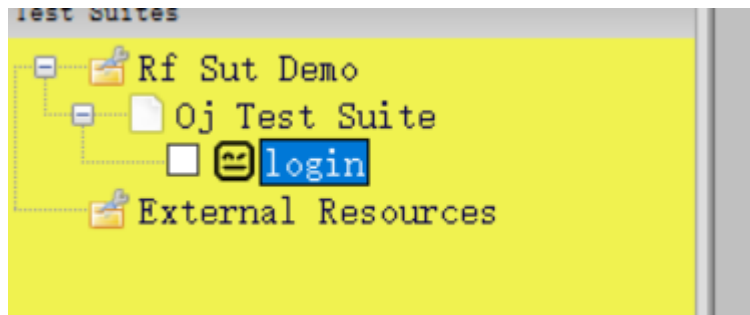 Test Suites
Rf Sut Demo
Oj Test Suite
login
External Resources